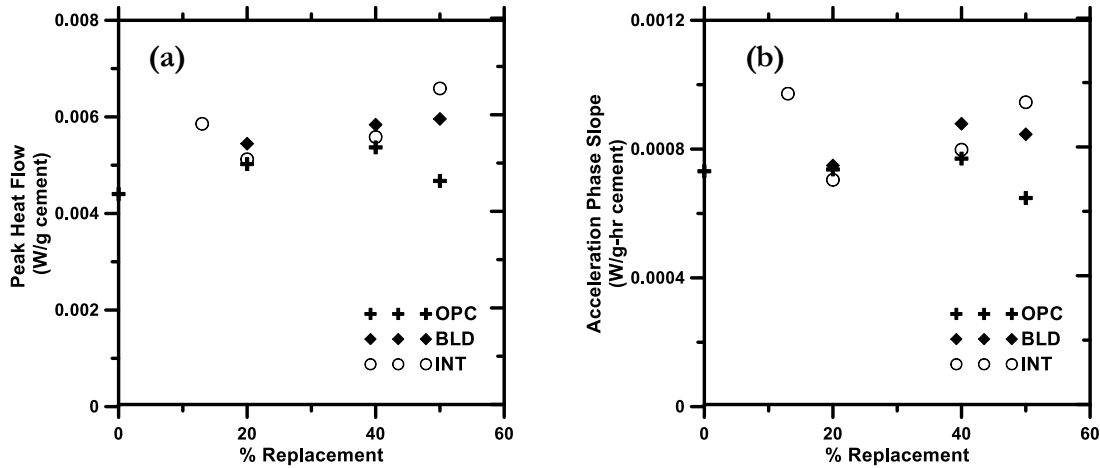 0.008
(a)
0.006
0.004
0.002
0
Peak Heat Flow
(W/g cement)
OPC
BLD
INT
0 20 40 60
% Replacement
0.0012
(b)
0.0008
0.0004
0
Acceleration Phase Slope
(W/g-hr cement)
OPC
BLD
INT
0 20 40 60
% Replacement